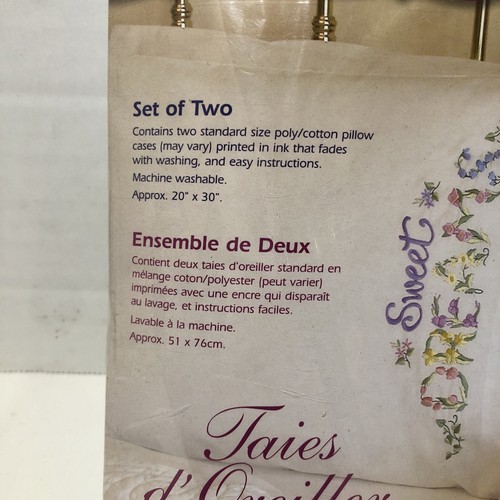 Set of Two
Contains two standard size poly/cotton pillow
cases (may vary) printed in ink that fades
with washing, and easy instructions.
Machine washable.
Approx. 20" x 30".
Ensemble de Deux
Contient deux taies d'oreiller standard en
mélange coton/polyester (peut varier)
imprimées avec une encre qui disparaît
au lavage, et instructions faciles.
Lavable à la machine.
Approx. 51 x 76cm.
Sweet
DREAMS
Taies
d'Oreiller